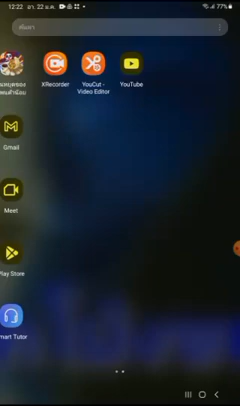 12:22 อา. 22 ม.ค. 77%
ค้นหา
XRecorder
YouCut -
Video Editor
YouTube
Gmail
Meet
Play Store
mart Tutor